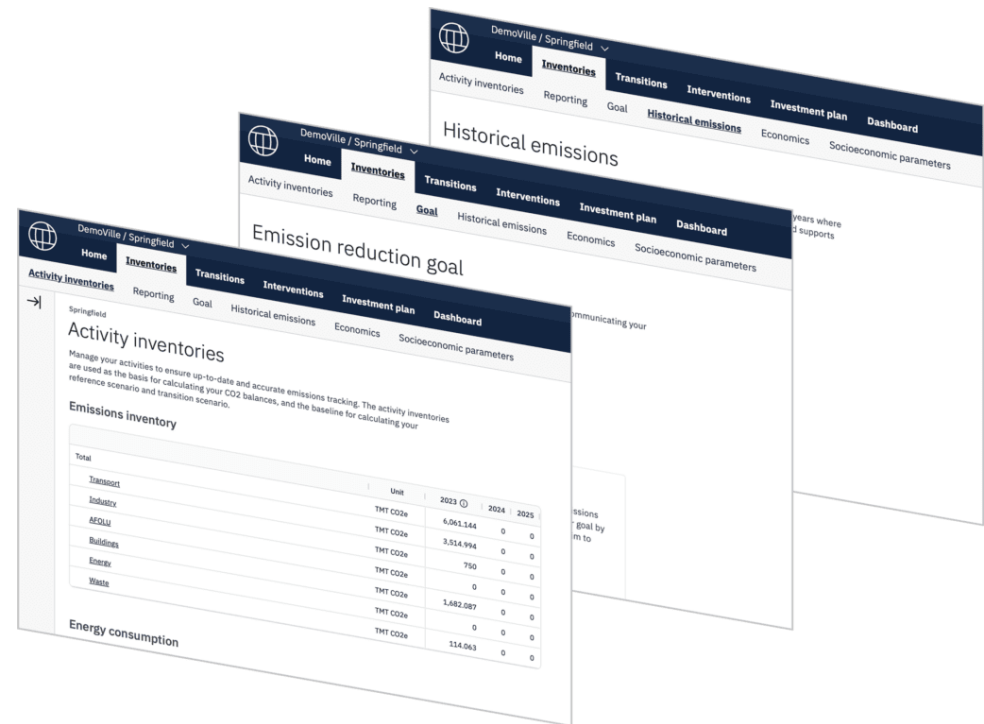 DemoVille / Springfield
Home Inventories Transitions Interventions Investment plan Dashboard
Activity inventories Reporting Goal Historical emissions Economics Socioeconomic parameters
Historical emissions
years where
supports
DemoVille / Springfield
Home Inventories Transitions Interventions Investment plan Dashboard
Activity inventories Reporting Goal Historical emissions Economics Socioeconomic parameters
Emission reduction goal
communicating your
ssions
goal by
m to
DemoVille / Springfield
Home Inventories Transitions Interventions Investment plan Dashboard
Activity inventories Reporting Goal Historical emissions Economics Socioeconomic parameters
Springfield
Activity inventories
Manage your activities to ensure up-to-date and accurate emissions tracking. The activity inventories
are used as the basis for calculating your CO2 balances, and the baseline for calculating your
reference scenario and transition scenario.
Emissions inventory
Unit 2023 2024 2025
Total TMT CO2e 6,061.144 0 0
Transport TMT CO2e 3,514.994 0 0
Industry TMT CO2e 750 0 0
AFOLU TMT CO2e 0 0 0
Buildings TMT CO2e 1,682.087 0 0
Energy TMT CO2e 0 0 0
Waste TMT CO2e 114.063 0 0
Energy consumption